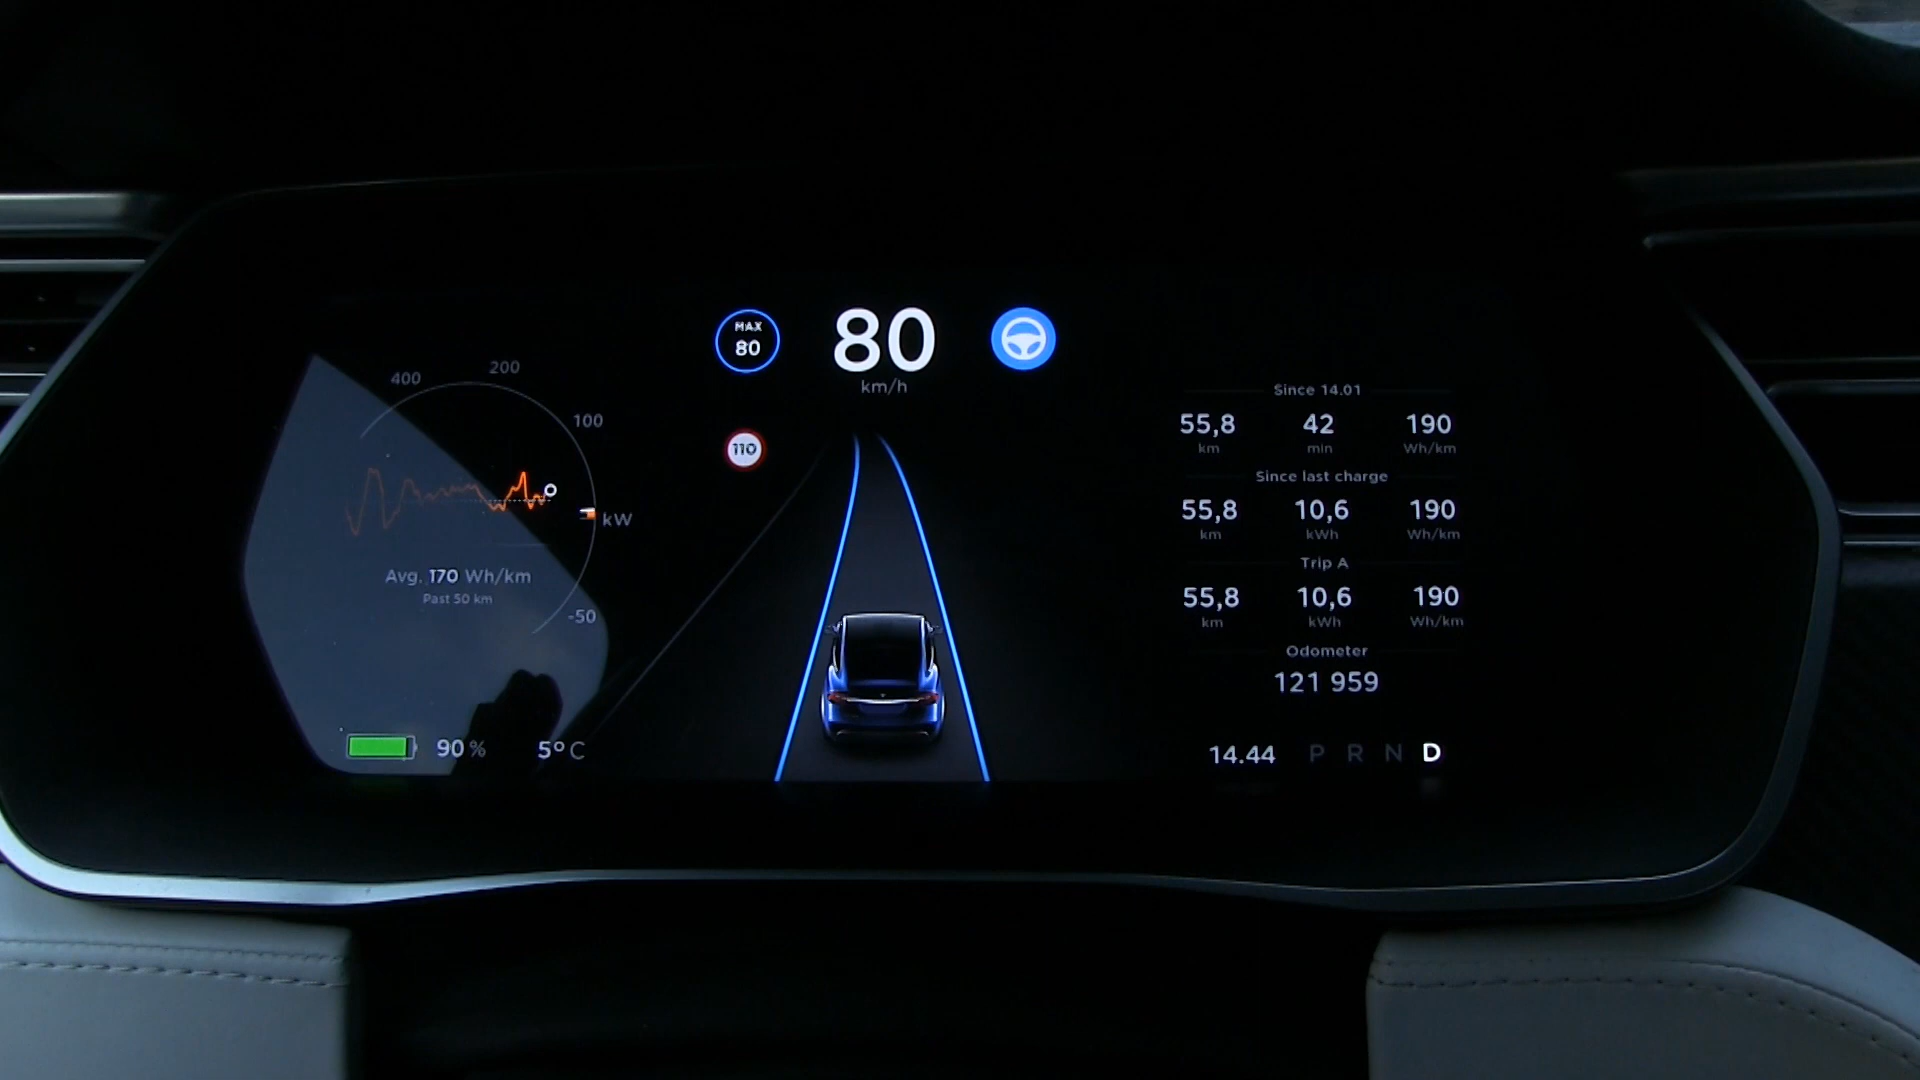 MAX
80
80
km/h
110
400
200
100
kW
-50
Avg. 170 Wh/km
Past 50 km
90 %
5°C
Since 14.01
55,8 42 190
km min Wh/km
Since last charge
55,8 10,6 190
km kWh Wh/km
Trip A
55,8 10,6 190
km kWh Wh/km
Odometer
121 959
14.44 P R N D